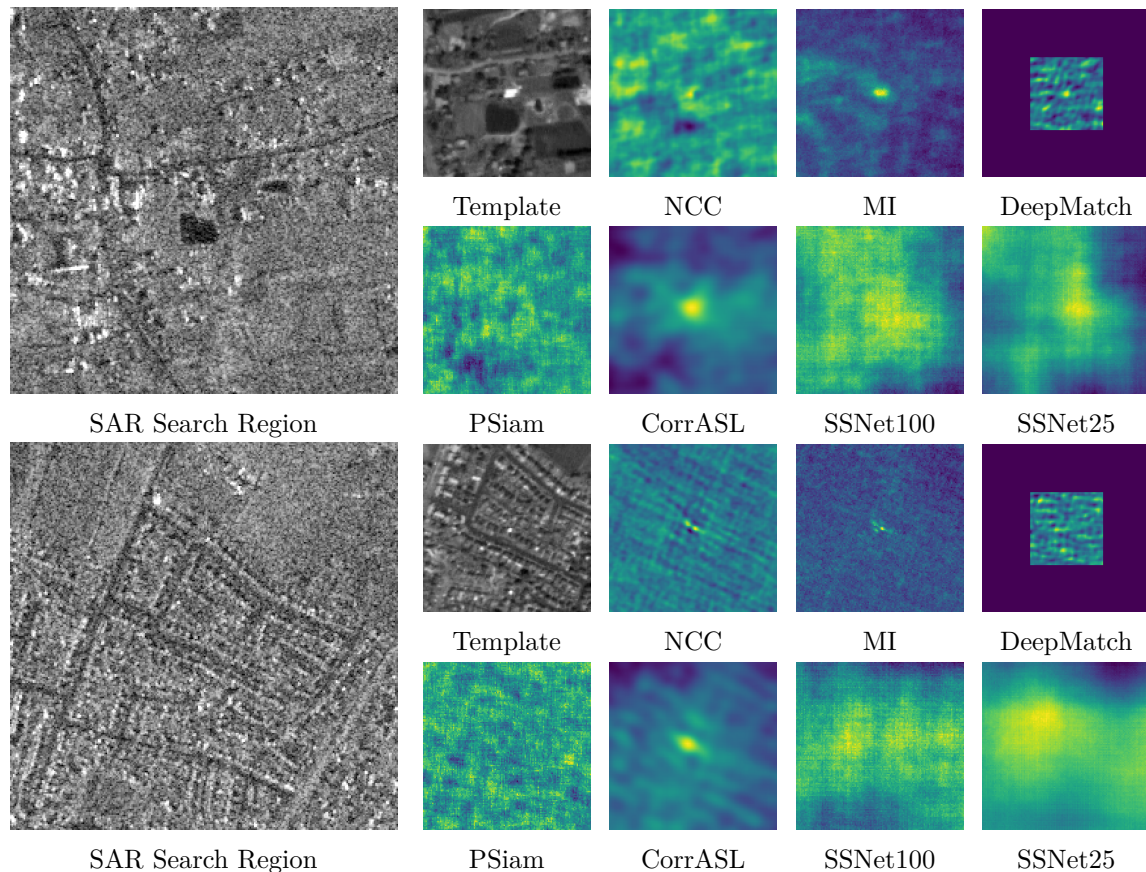 Template NCC MI DeepMatch
SAR Search Region PSiam CorrASL SSNet100 SSNet25
Template NCC MI DeepMatch
SAR Search Region PSiam CorrASL SSNet100 SSNet25